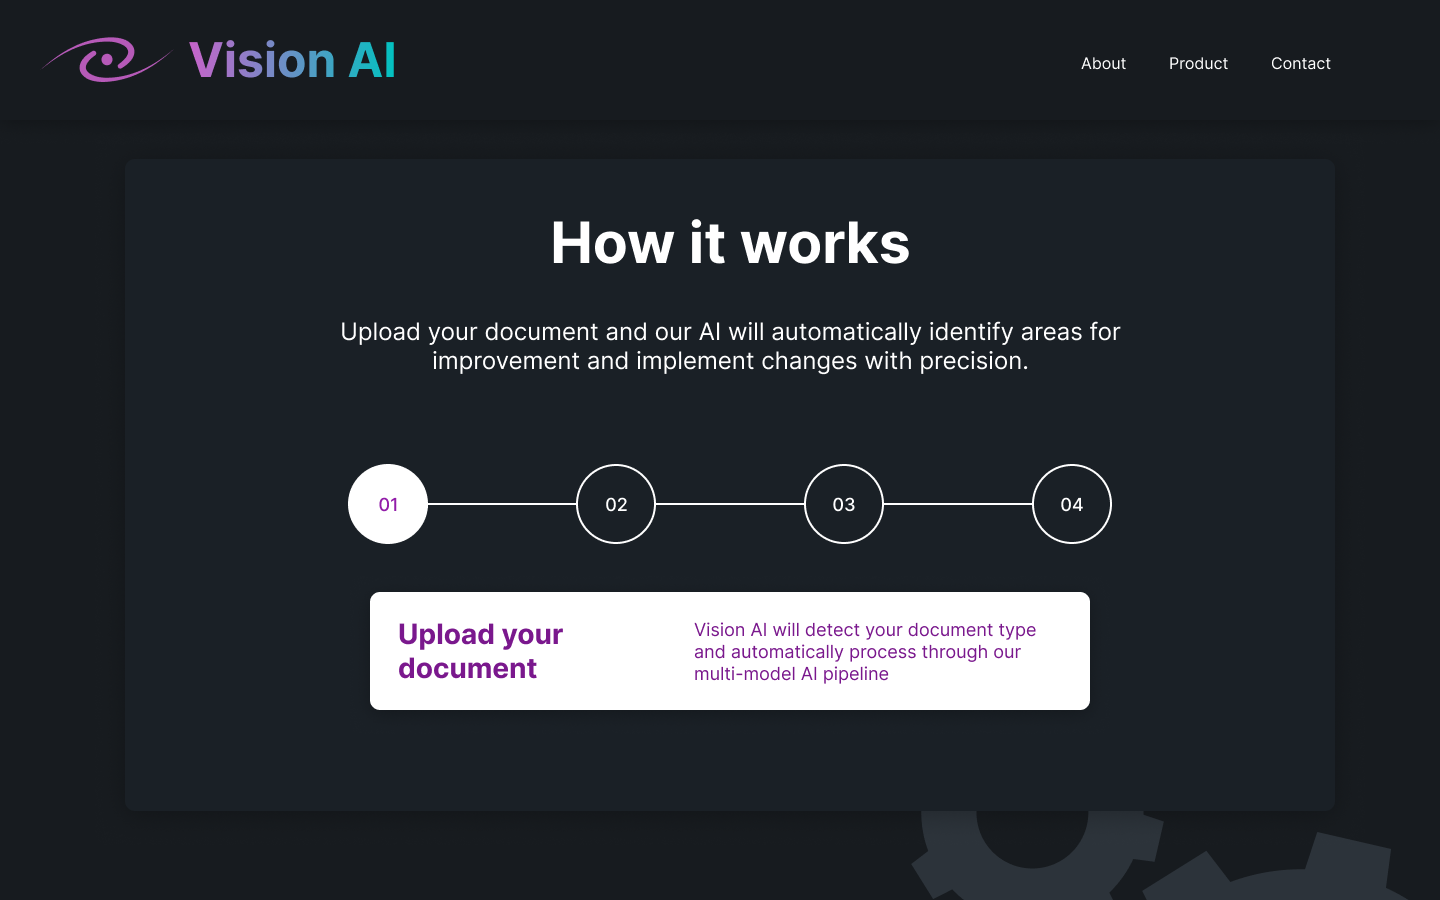 Vision AI
About
Product
Contact
How it works
Upload your document and our AI will automatically identify areas for
improvement and implement changes with precision.
01
02
03
04
Upload your
document
Vision AI will detect your document type
and automatically process through our
multi-model AI pipeline